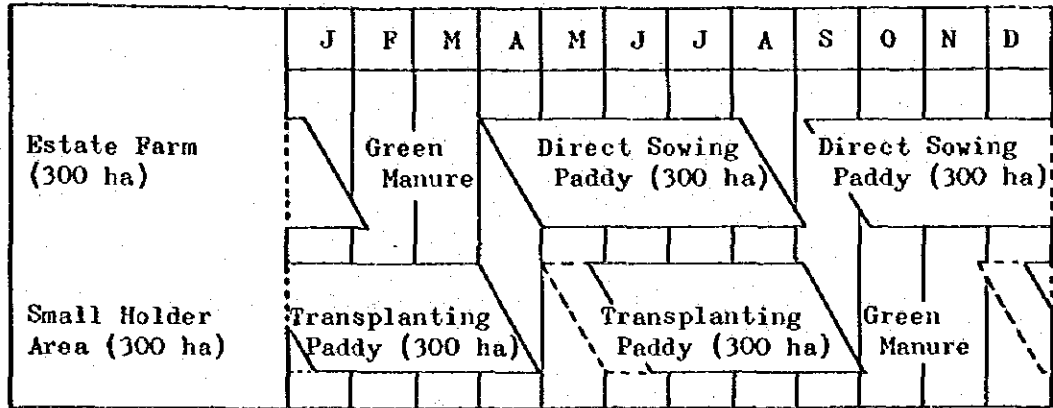 J F M A M J J A S O N D
Estate Farm
(300 ha)
Green
Manure
Direct Sowing
Paddy (300 ha)
Direct Sowing
Paddy (300 ha)
Small Holder
Area (300 ha)
Transplanting
Paddy (300 ha)
Transplanting
Paddy (300 ha)
Green
Manure